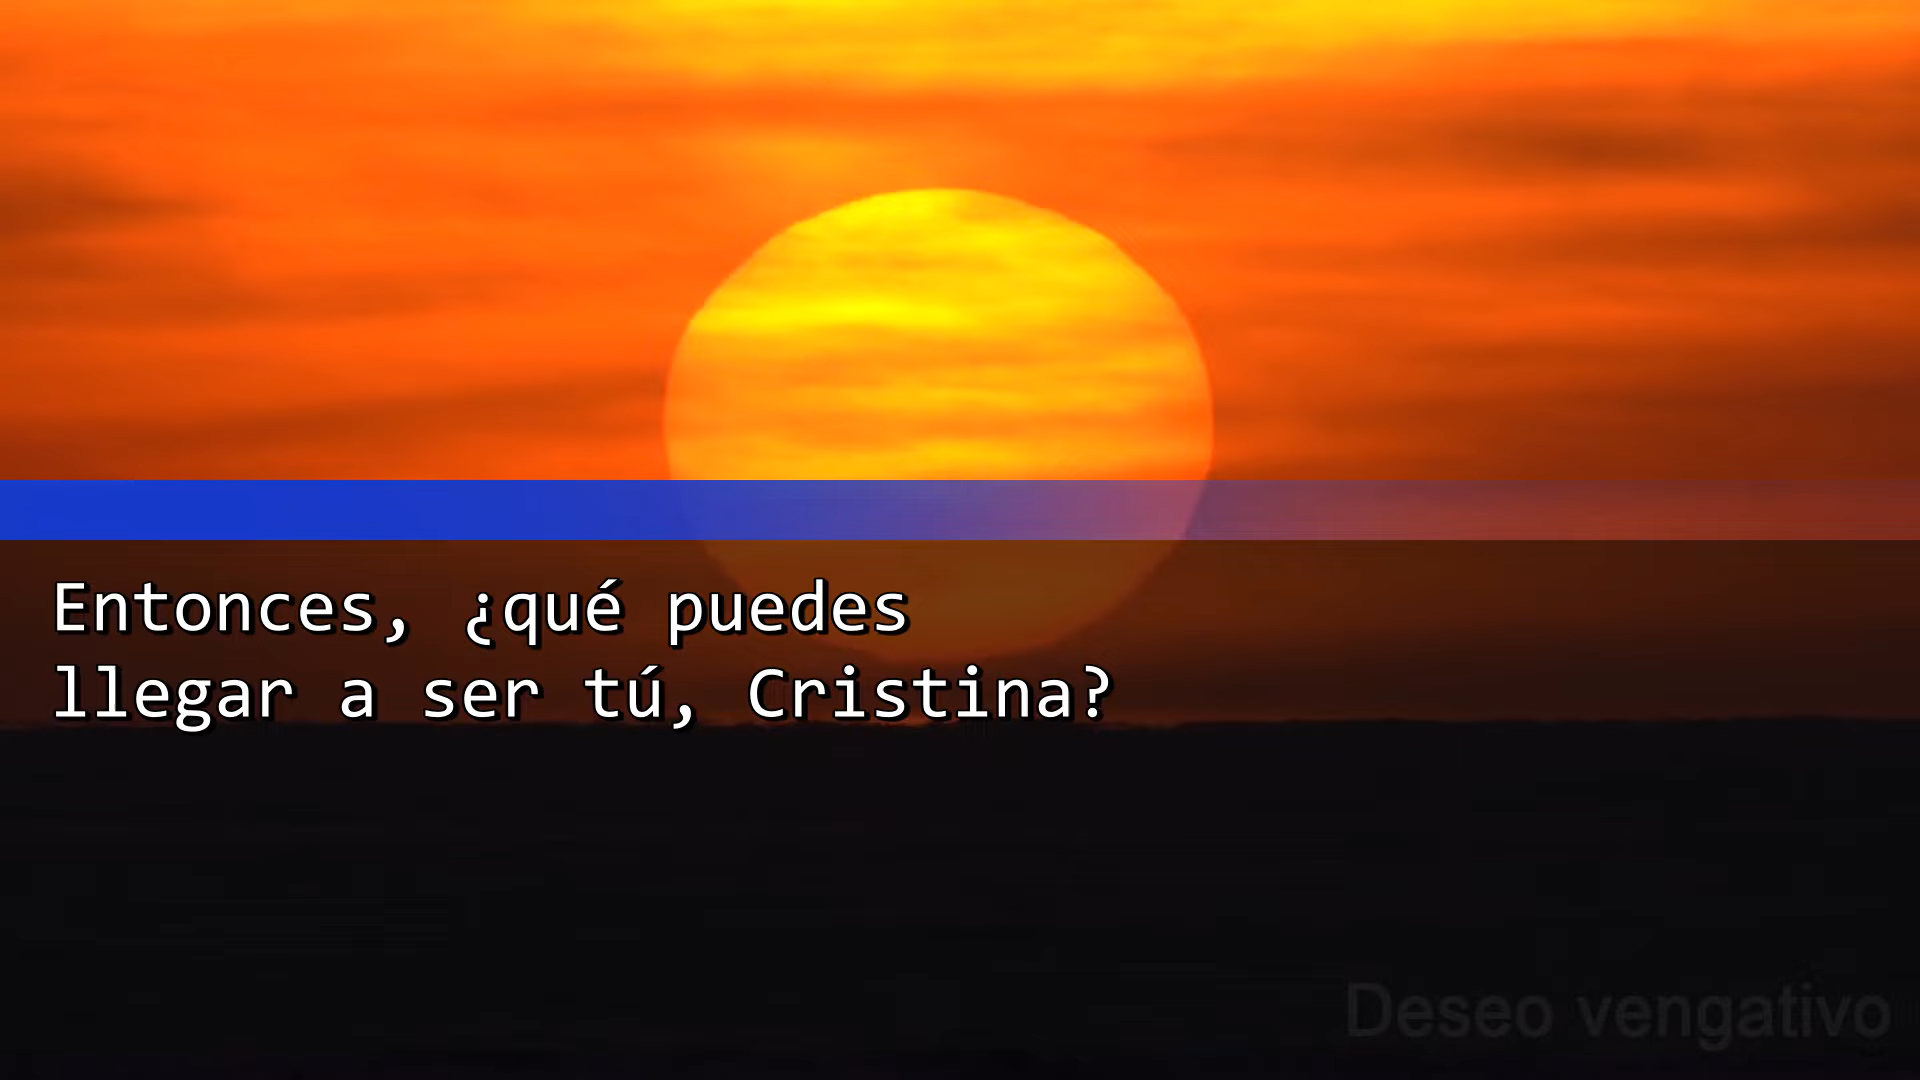 Entonces, ¿qué puedes
llegar a ser tú, Cristina?
Deseo vengativo